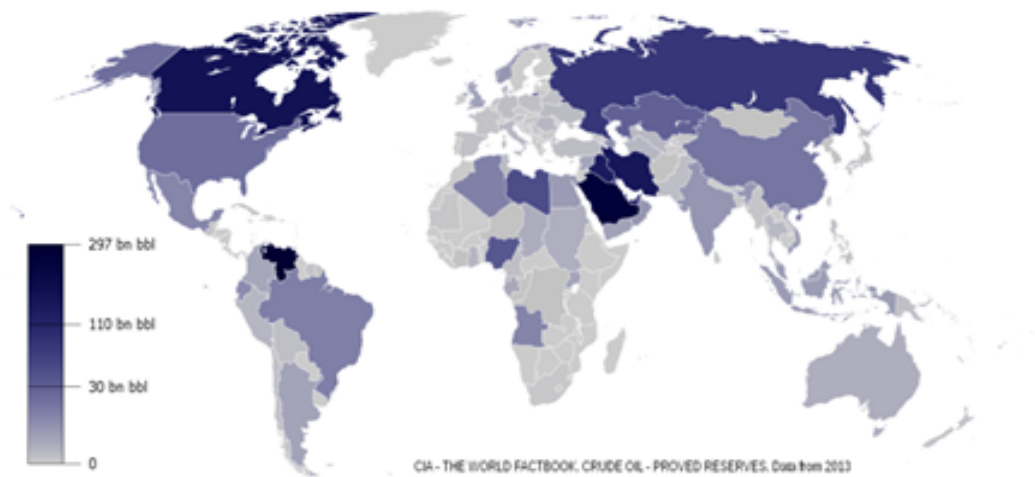 297 bn bbl
110 bn bbl
30 bn bbl
0
CIA - THE WORLD FACTBOOK, CRUDE OIL - PROVED RESERVES. Data from 2013